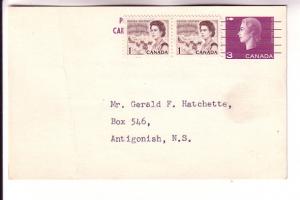 P
CAR
1 CANADA 1 CANADA 3 CANADA
Mr. Gerald F. Hatchette,
Box 546,
Antigonish, N.S.